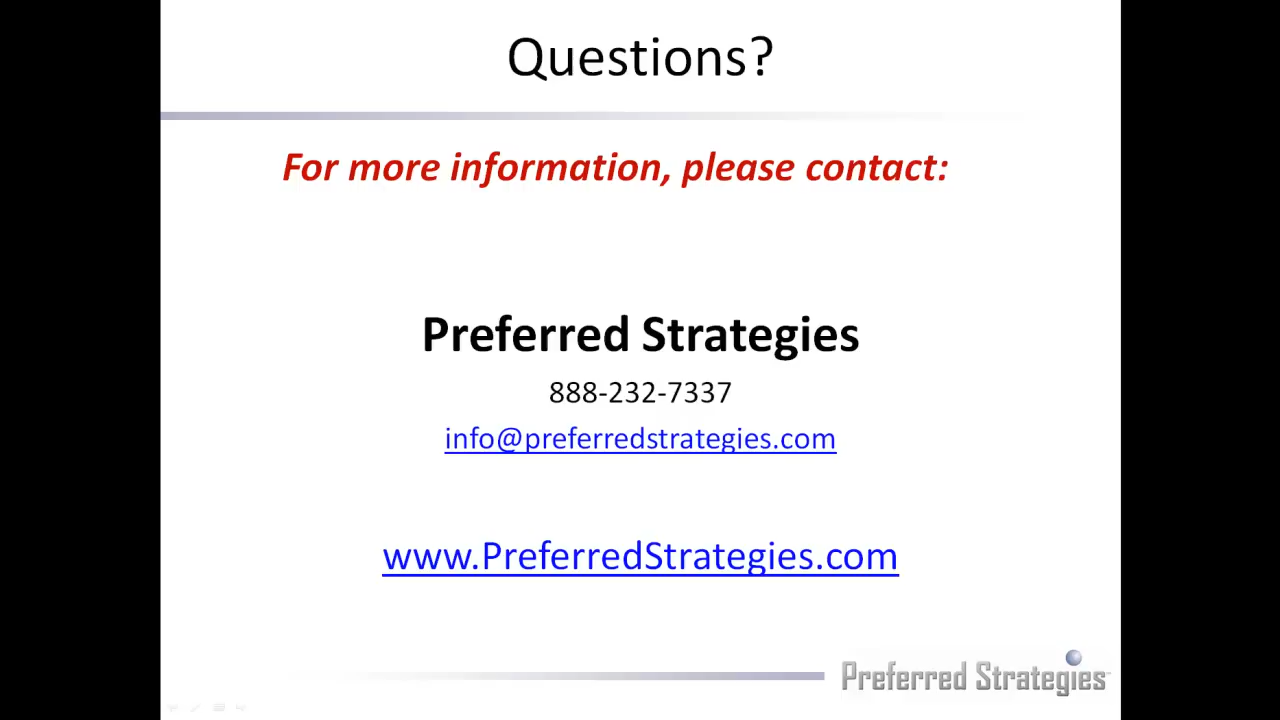 Questions?
For more information, please contact:
Preferred Strategies
888-232-7337
info@preferredstrategies.com
www.PreferredStrategies.com
Preferred Strategies